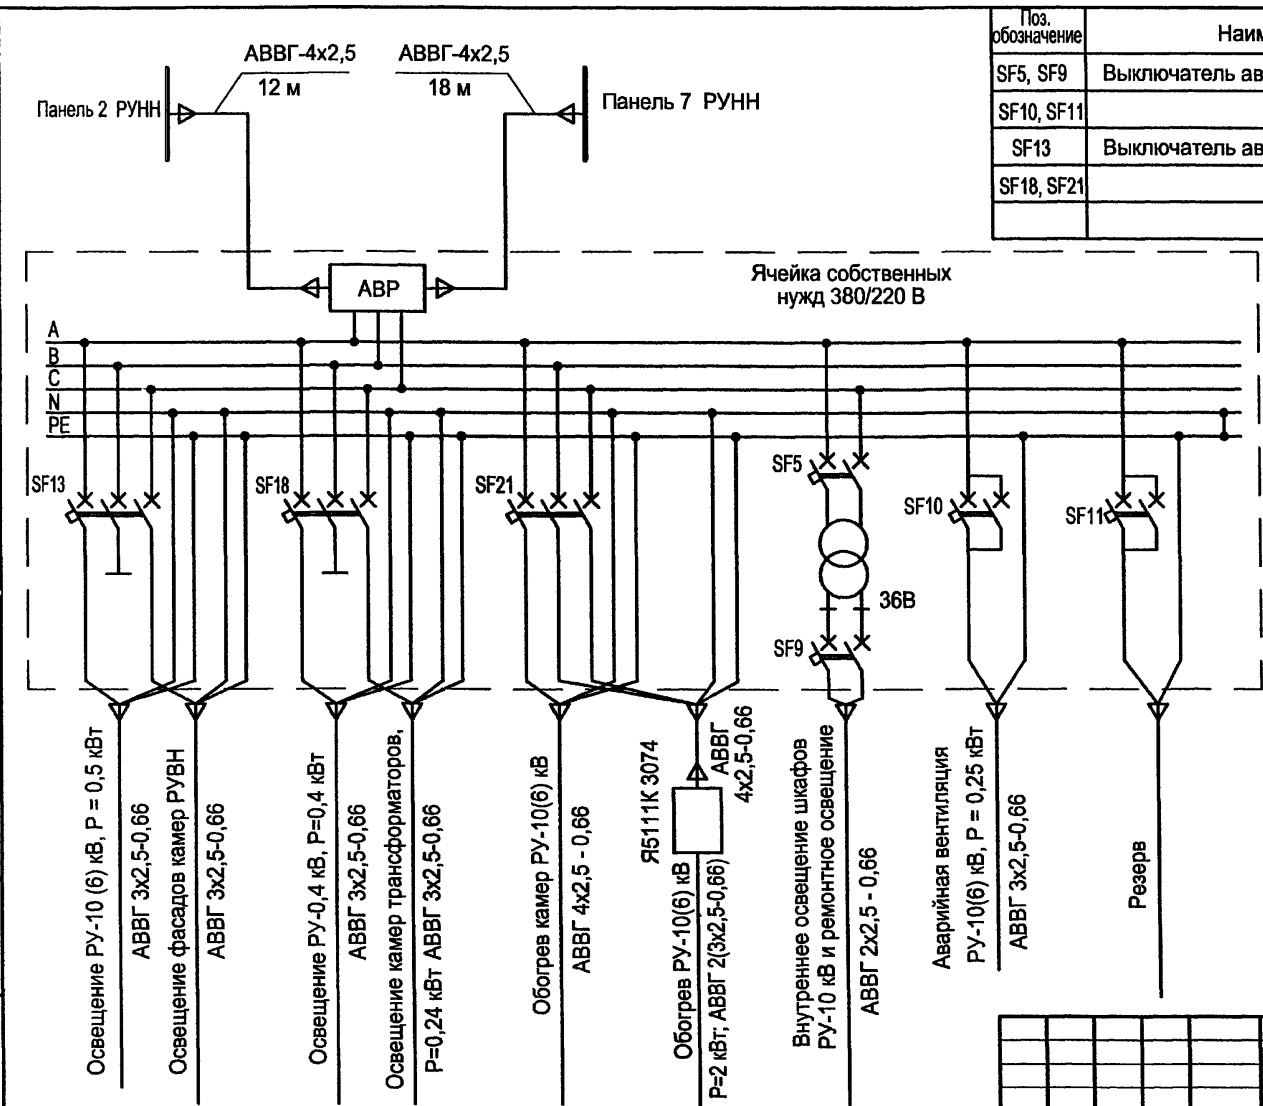 АВВГ-4х2,5
12 м
АВВГ-4х2,5
18 м
Панель 2 РУНН
Панель 7 РУНН
Поз.
обозначение
SF5, SF9
Выключатель
SF10, SF11
SF13
Выключатель
SF18, SF21
АВР
Ячейка собственных
нужд 380/220 В
A
B
C
N
PE
SF13
SF18
SF21
SF5
36В
SF9
SF10
SF11
Освещение РУ-10 (6) кВ, Р = 0,5 кВт
АВВГ 3х2,5-0,66
Освещение фасадов камер РУВН
АВВГ 3х2,5-0,66
Освещение РУ-0,4 кВ, Р=0,4 кВт
АВВГ 3х2,5-0,66
Освещение камер трансформаторов,
Р=0,24 кВт АВВГ 3х2,5-0,66
Обогрев камер РУ-10(6) кВ
АВВГ 4х2,5 - 0,66
Я5111К 3074
АВВГ
4х2,5-0,66
Обогрев РУ-10(6) кВ
Р=2 кВт; АВВГ 2(3х2,5-0,66)
Внутреннее освещение шкафов
РУ-10 кВ и ремонтное освещение
АВВГ 2х2,5 - 0,66
Аварийная вентиляция
РУ-10(6) кВ, Р = 0,25 кВт
АВВГ 3х2,5-0,66
Резерв